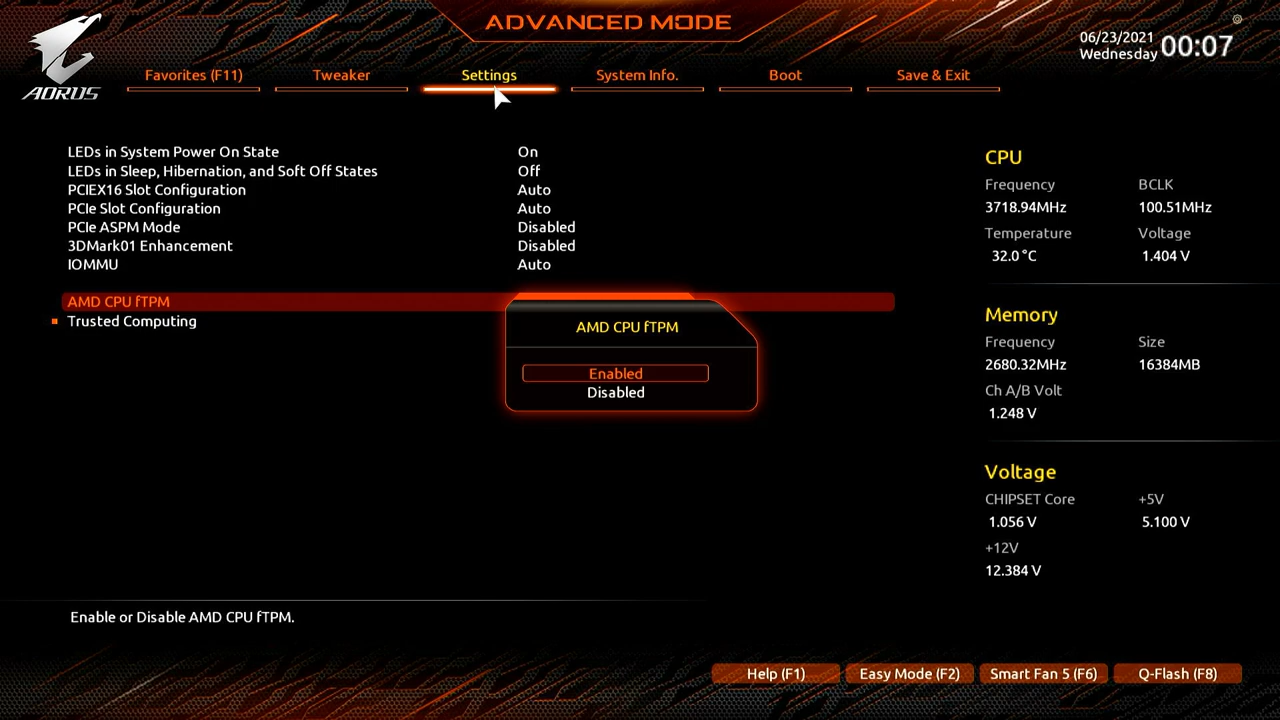 ADVANCED MODE
AORUS
06/23/2021
Wednesday
00:07
Favorites (F11)
Tweaker
Settings
System Info.
Boot
Save & Exit
LEDs in System Power On State On
LEDs in Sleep, Hibernation, and Soft Off States Off
PCIEX16 Slot Configuration Auto
PCIe Slot Configuration Auto
PCIe ASPM Mode Disabled
3DMark01 Enhancement Disabled
IOMMU Auto
AMD CPU fTPM
Trusted Computing
AMD CPU fTPM
Enabled
Disabled
CPU
Frequency BCLK
3718.94MHz 100.51MHz
Temperature Voltage
32.0 °C 1.404 V
Memory
Frequency Size
2680.32MHz 16384MB
Ch A/B Volt
1.248 V
Voltage
CHIPSET Core +5V
1.056 V 5.100 V
+12V
12.384 V
Enable or Disable AMD CPU fTPM.
Help (F1)
Easy Mode (F2)
Smart Fan 5 (F6)
Q-Flash (F8)